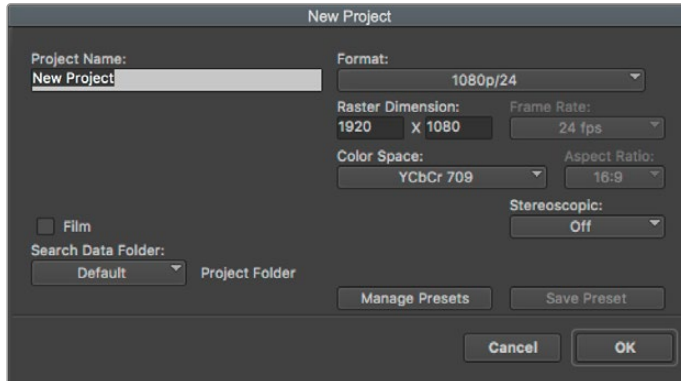 New Project
Project Name:
New Project
Format:
1080p/24
Raster Dimension:
1920 X 1080
Frame Rate:
24 fps
Color Space:
YCbCr 709
Aspect Ratio:
16:9
Stereoscopic:
Off
Film
Search Data Folder:
Default
Project Folder
Manage Presets
Save Preset
Cancel
OK